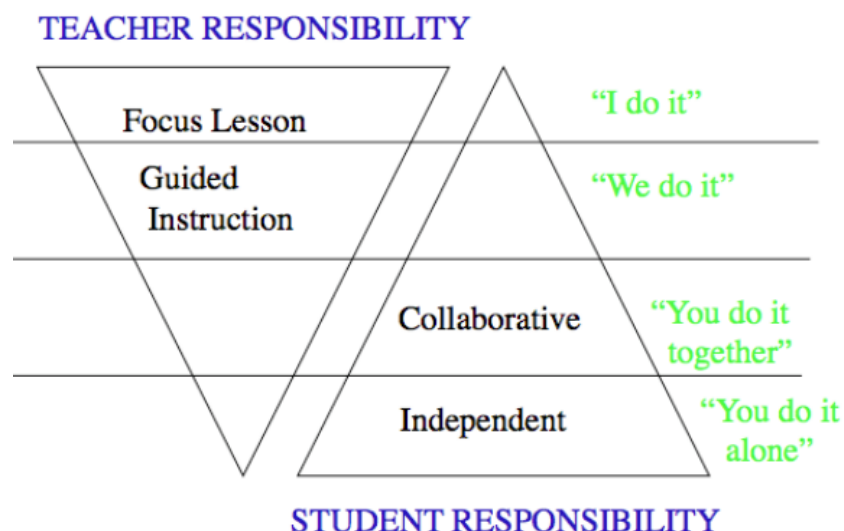 TEACHER RESPONSIBILITY
Focus Lesson
“I do it”
Guided
Instruction
“We do it”
Collaborative
“You do it
together”
Independent
“You do it
alone”
STUDENT RESPONSIBILITY